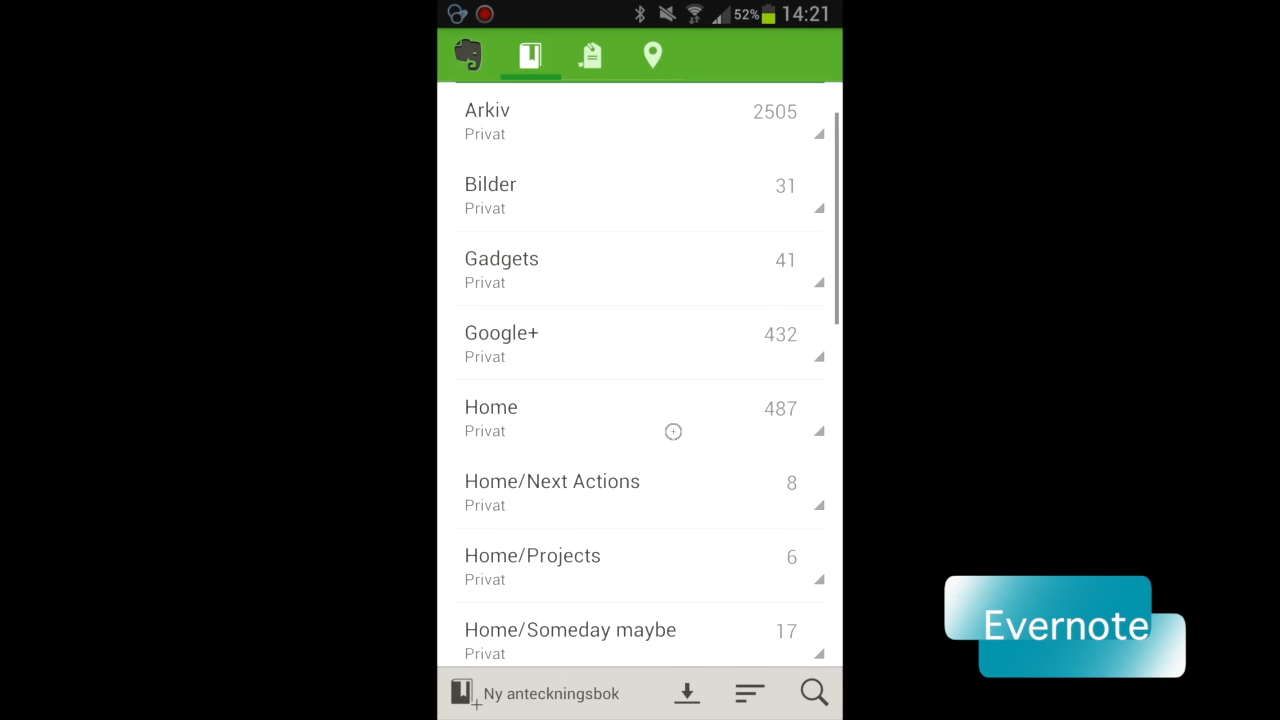 52% 14:21
Arkiv 2505
Privat
Bilder 31
Privat
Gadgets 41
Privat
Google+ 432
Privat
Home 487
Privat
Home/Next Actions 8
Privat
Home/Projects 6
Privat
Home/Someday maybe 17
Privat
Ny anteckningsbok
Evernote